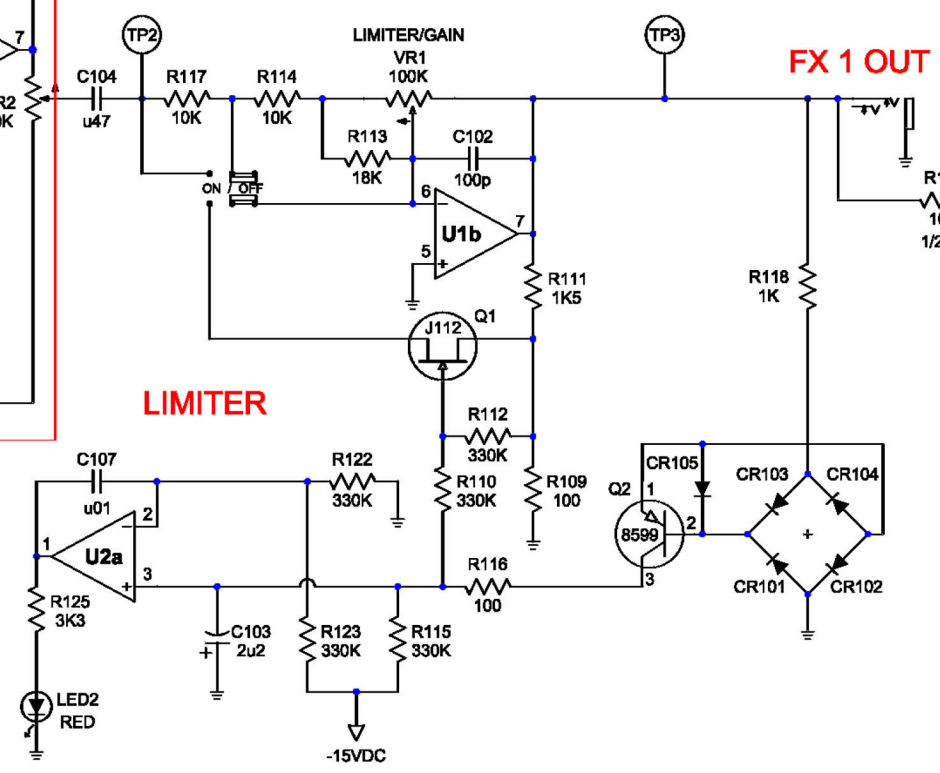 7
TP2
LIMITER/GAIN
VR1
100K
TP3
FX 1 OUT
C104
u47
R117
10K
R114
10K
R113
18K
C102
100p
ON / OFF
6
5
7
U1b
R111
1K5
R118
1K
Q1
J112
LIMITER
R112
330K
R110
330K
R109
100
C107
u01
R122
330K
Q2
8599
1
2
3
CR105
CR103
CR104
+
CR101
CR102
1
2
3
U2a
R116
100
R125
3K3
C103
2u2
+
R123
330K
R115
330K
LED2
RED
-15VDC